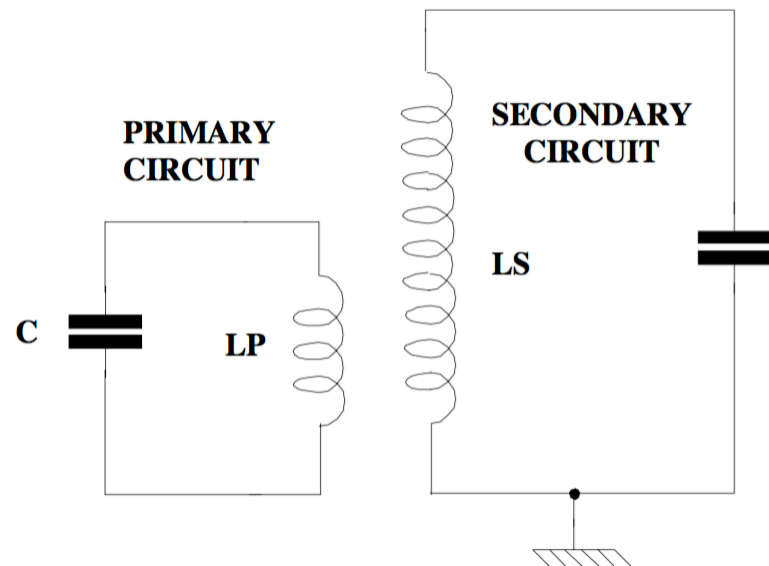 PRIMARY
CIRCUIT
SECONDARY
CIRCUIT
C
LP
LS